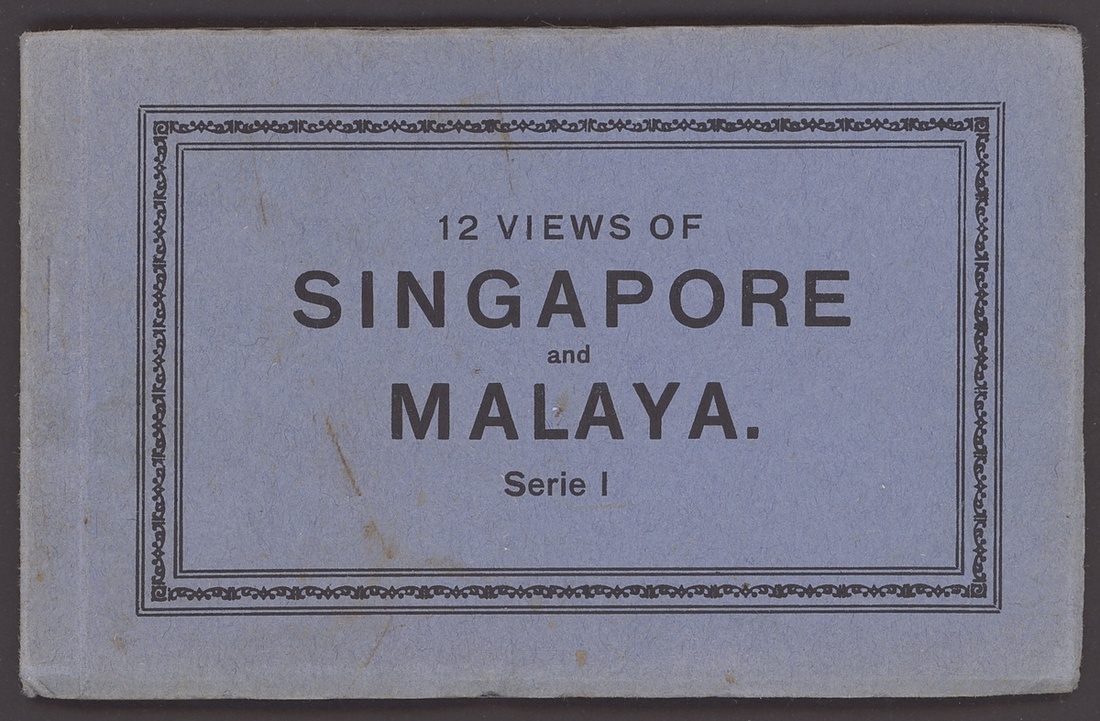 12 VIEWS OF
SINGAPORE
and
MALAYA.
Serie I